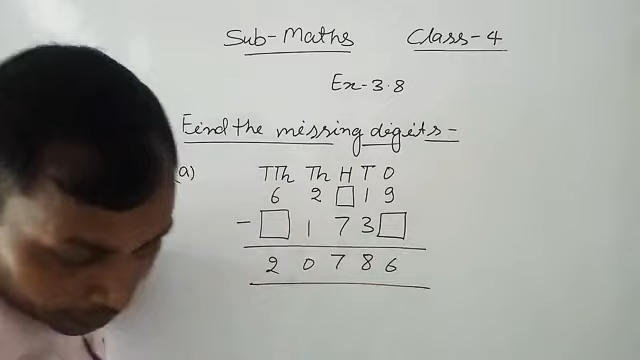 Sub- Maths Class-4
Ex-3.8
Find the missing digits-
(a) TTh Th H T O
6 2 □ 1 9
- □ 1 7 3 □
2 0 7 8 6